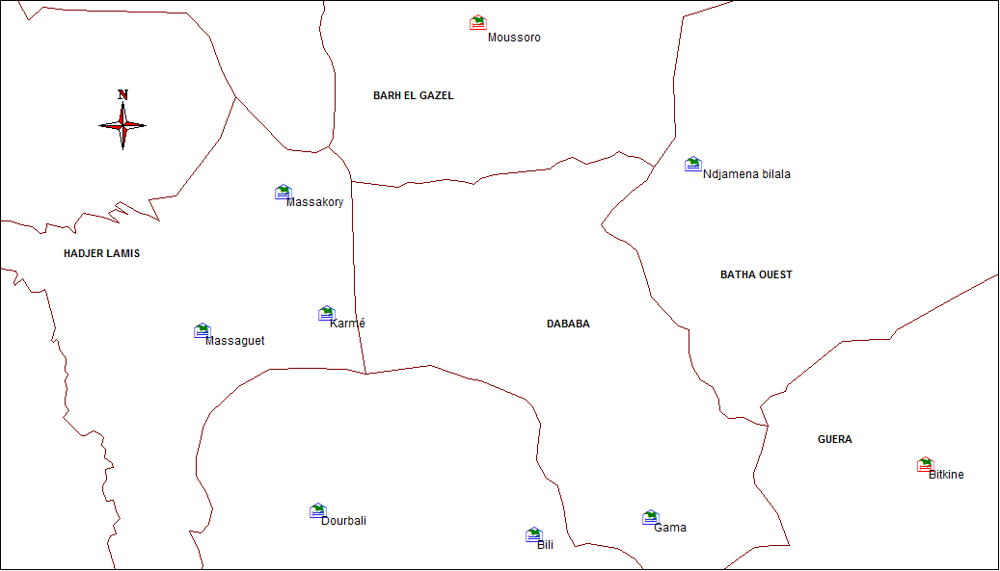 Moussoro
N
BARH EL GAZEL
Ndjamena bilala
Massakory
HADJER LAMIS
BATHA OUEST
Karmé
DABABA
Massaguet
GUERA
Bitkine
Dourbali
Gama
Bili